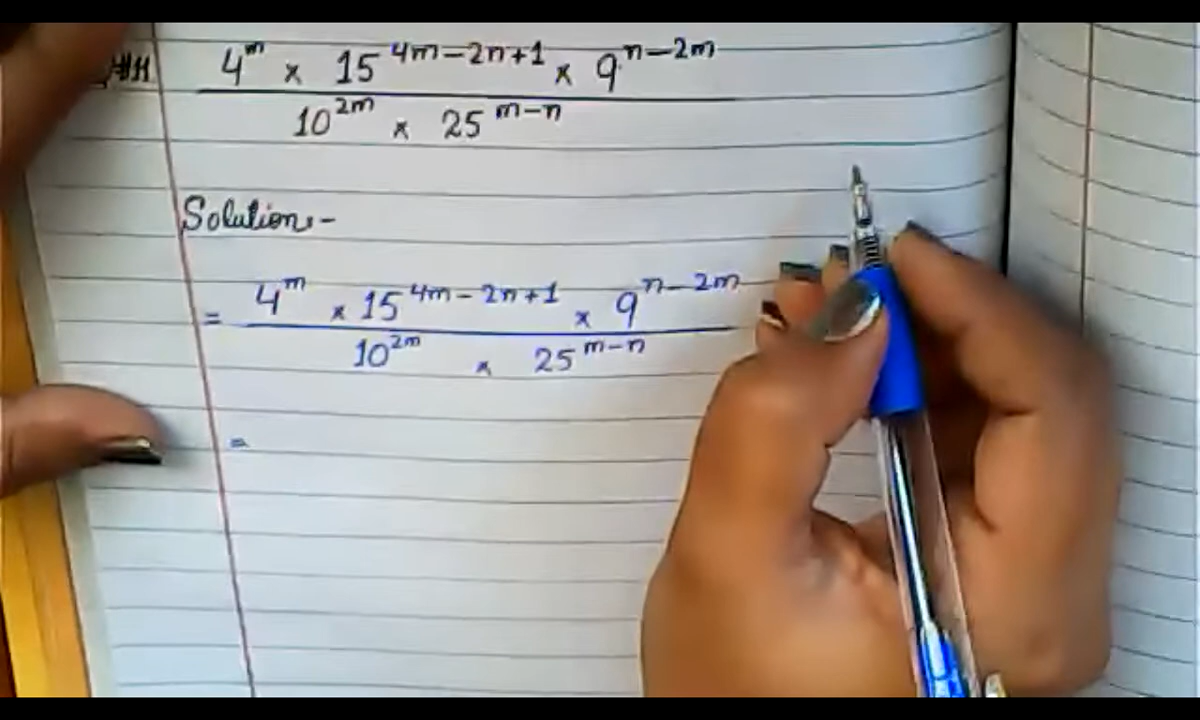 #11 4^m × 15^(4m-2n+1) × 9^(n-2m)
10^(2m) × 25^(m-n)
Solution:-
= 4^m × 15^(4m-2n+1) × 9^(n-2m)
10^(2m) × 25^(m-n)
=